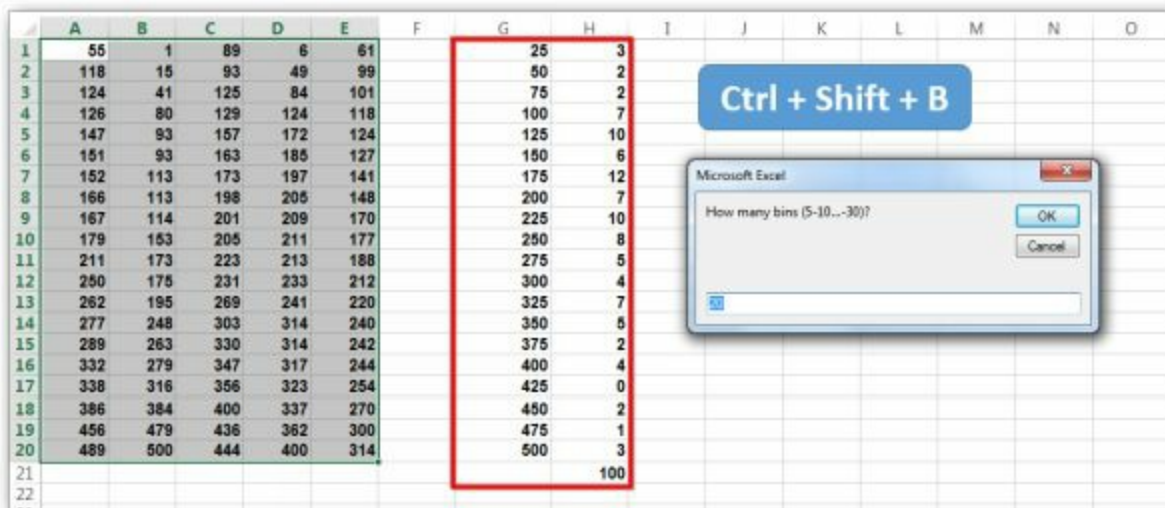 A B C D E F G H I J K L M N O
1 55 1 89 6 61 25 3
2 118 15 93 49 99 50 2
3 124 41 125 84 101 75 2
4 126 80 129 124 118 100 7
5 147 93 157 172 124 125 10
6 151 93 163 185 127 150 6
7 152 113 173 197 141 175 12
8 166 113 198 205 148 200 7
9 167 114 201 209 170 225 10
10 179 153 205 211 177 250 8
11 211 173 223 213 188 275 5
12 250 175 231 233 212 300 4
13 262 195 269 241 220 325 7
14 277 248 303 314 240 350 5
15 289 263 330 314 242 375 2
16 332 279 347 317 244 400 4
17 338 316 356 323 254 425 0
18 386 384 400 337 270 450 2
19 456 479 436 362 300 475 1
20 489 500 444 400 314 500 3
21 100
22
Ctrl + Shift + B
Microsoft Excel
How many bins (5-10...-30)?
OK
Cancel
20